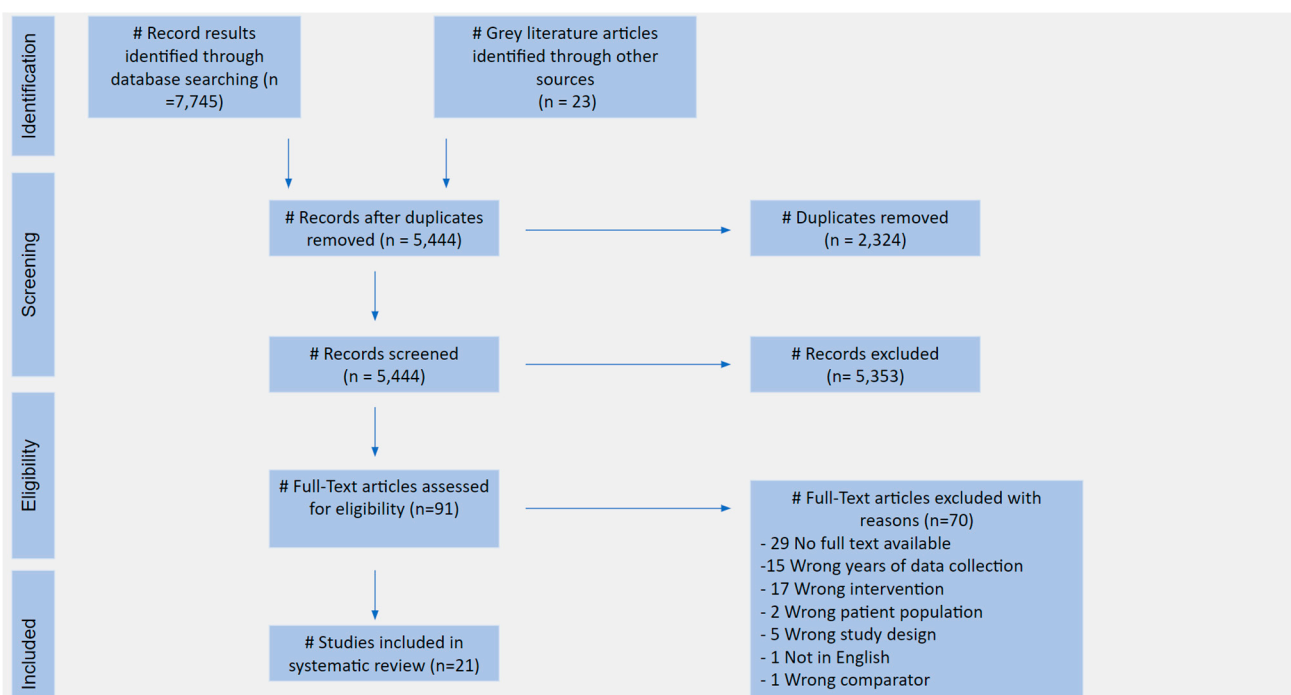 Identification
# Record results
identified through
database searching (n
=7,745)
# Grey literature articles
identified through other
sources
(n = 23)
Screening
# Records after duplicates
removed (n = 5,444)
# Duplicates removed
(n = 2,324)
# Records screened
(n = 5,444)
# Records excluded
(n= 5,353)
Eligibility
# Full-Text articles assessed
for eligibility (n=91)
# Full-Text articles excluded with
reasons (n=70)
- 29 No full text available
-15 Wrong years of data collection
- 17 Wrong intervention
- 2 Wrong patient population
- 5 Wrong study design
- 1 Not in English
- 1 Wrong comparator
Included
# Studies included in
systematic review (n=21)